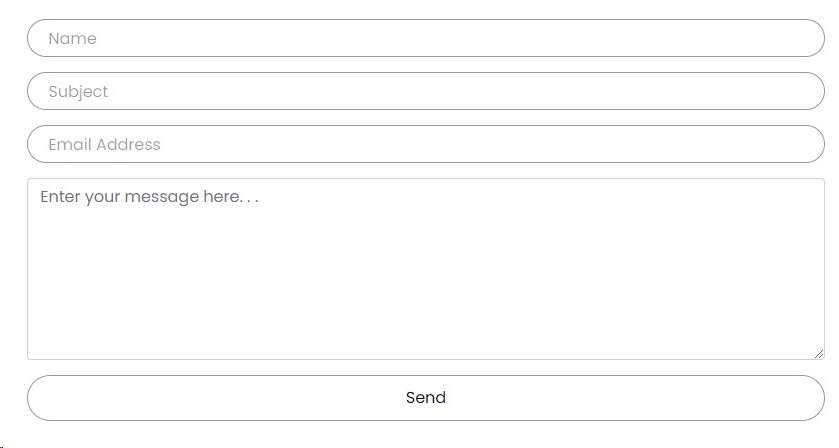 Name
Subject
Email Address
Enter your message here. . .
Send